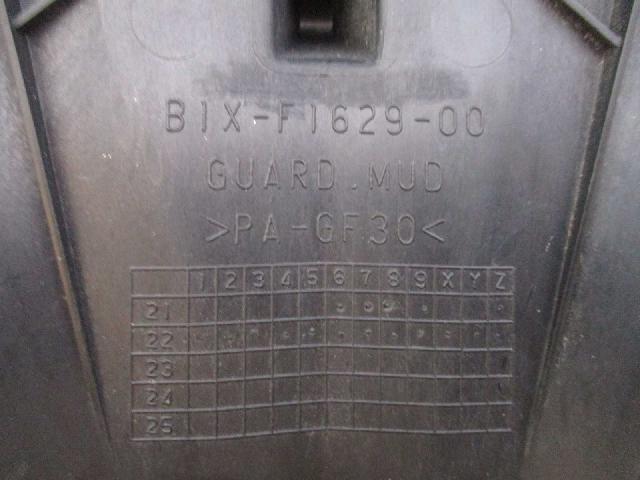 B1X-F1629-00
GUARD,MUD
>PA-GF30<
1 2 3 4 5 6 7 8 9 X Y Z
21
22
23
24
25